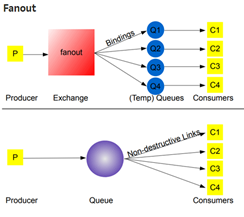 Fanout
P
fanout
Bindings
Q1
Q2
Q3
Q4
C1
C2
C3
C4
Producer
Exchange
(Temp) Queues
Consumers
P
Non-destructive Links
C1
C2
C3
C4
Producer
Queue
Consumers